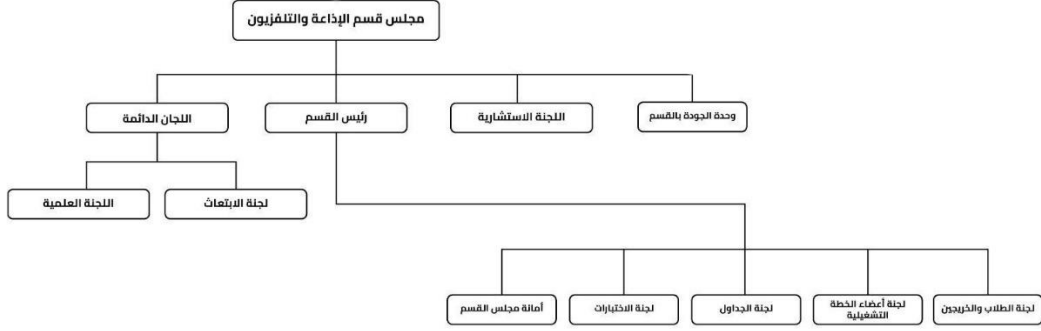 مجلس قسم الإذاعة والتلفزيون
وحدة الجودة بالقسم
اللجنة الاستشارية
رئيس القسم
اللجان الدائمة
لجنة الابتعاث
اللجنة العلمية
لجنة الطلاب والخريجين
لجنة أعضاء الخطة
التشغيلية
لجنة الجداول
لجنة الاختبارات
أمانة مجلس القسم